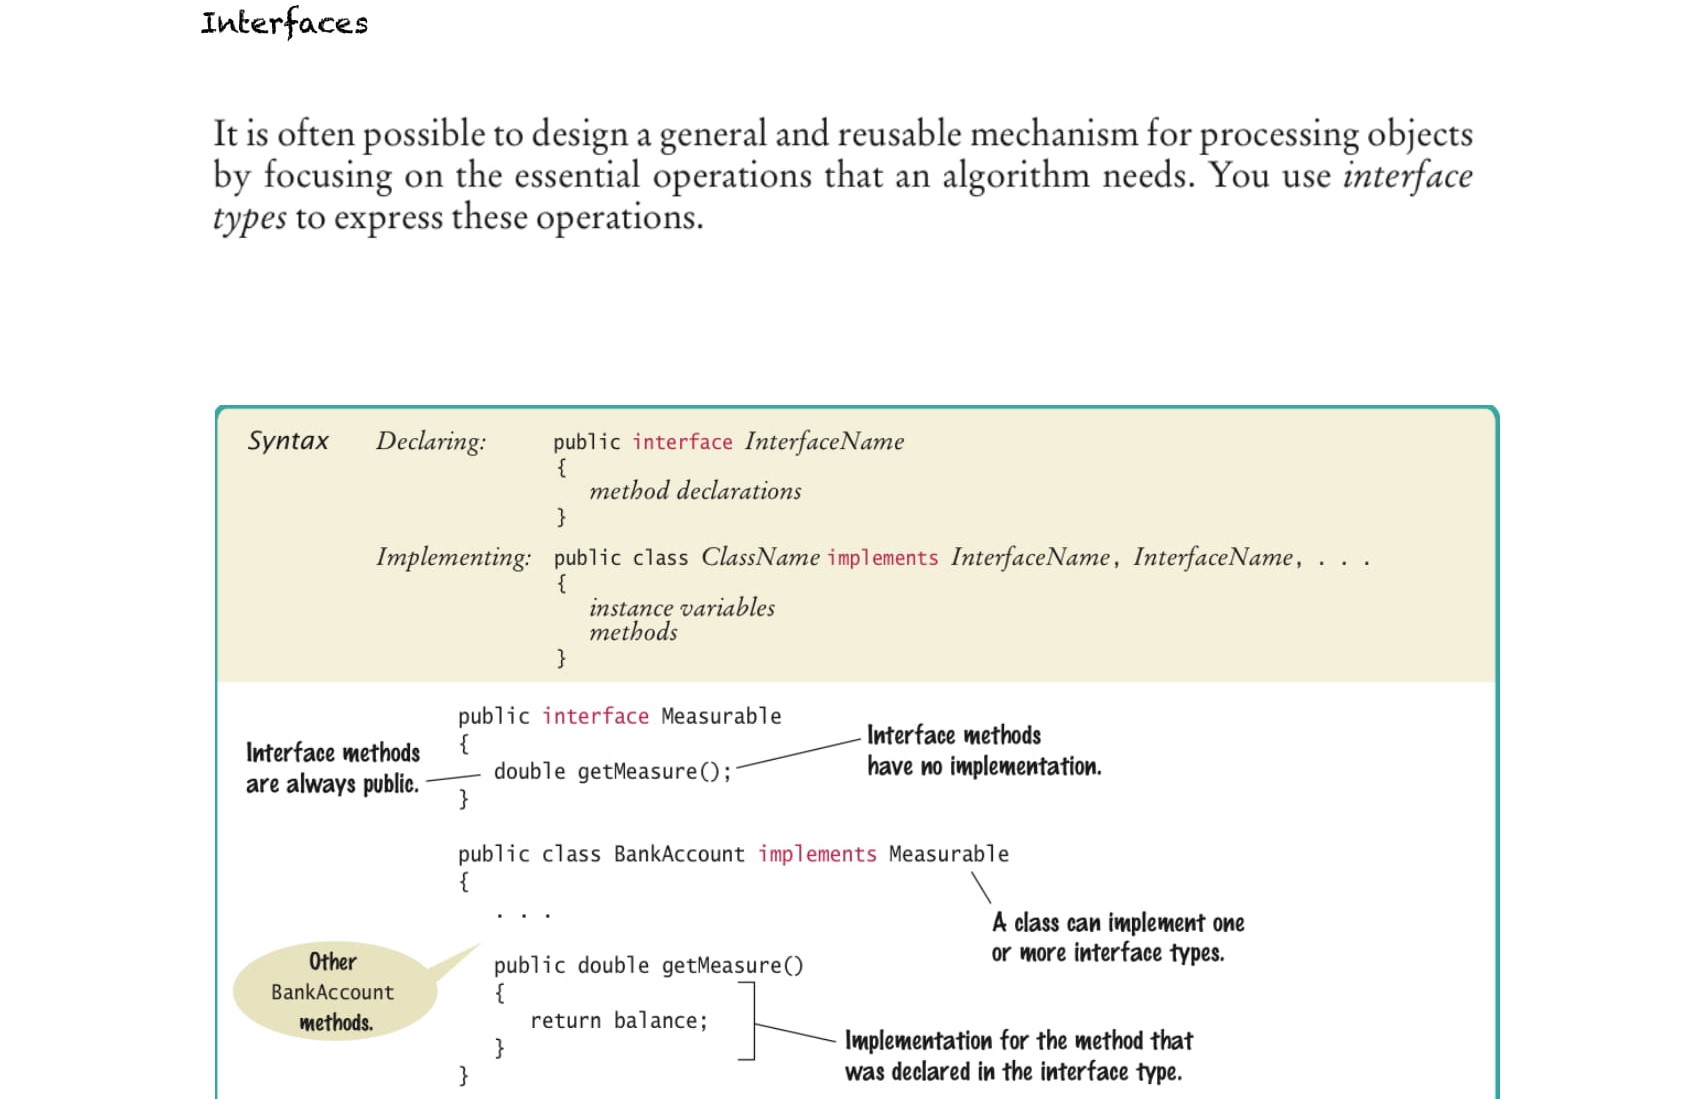 Interfaces
It is often possible to design a general and reusable mechanism for processing objects
by focusing on the essential operations that an algorithm needs. You use interface
types to express these operations.
Syntax Declaring: public interface InterfaceName
{
method declarations
}
Implementing: public class ClassName implements InterfaceName, InterfaceName, . . .
{
instance variables
methods
}
public interface Measurable
{
double getMeasure();
}
Interface methods
are always public.
Interface methods
have no implementation.
public class BankAccount implements Measurable
{
. . .
A class can implement one
or more interface types.
Other
BankAccount
methods.
public double getMeasure()
{
return balance;
}
}
Implementation for the method that
was declared in the interface type.